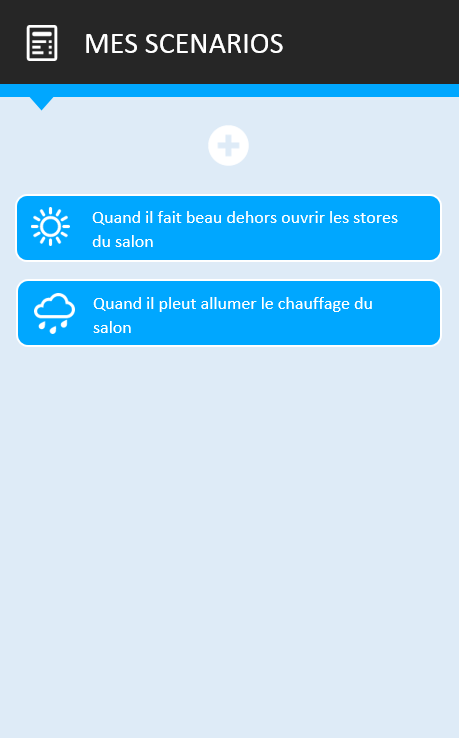 MES SCENARIOS
Quand il fait beau dehors ouvrir les stores
du salon
Quand il pleut allumer le chauffage du
salon